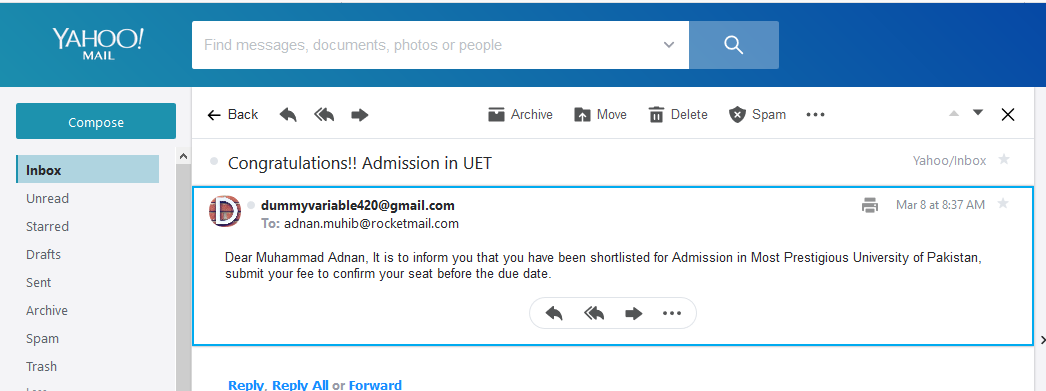 YAHOO!
MAIL
Find messages, documents, photos or people
Compose
Back
Archive
Move
Delete
Spam
Inbox
Unread
Starred
Drafts
Sent
Archive
Spam
Trash
Congratulations!! Admission in UET
Yahoo/Inbox
D
dummyvariable420@gmail.com
Mar 8 at 8:37 AM
To: adnan.muhib@rocketmail.com
Dear Muhammad Adnan, It is to inform you that you have been shortlisted for Admission in Most Prestigious University of Pakistan,
submit your fee to confirm your seat before the due date.
Reply, Reply All or Forward